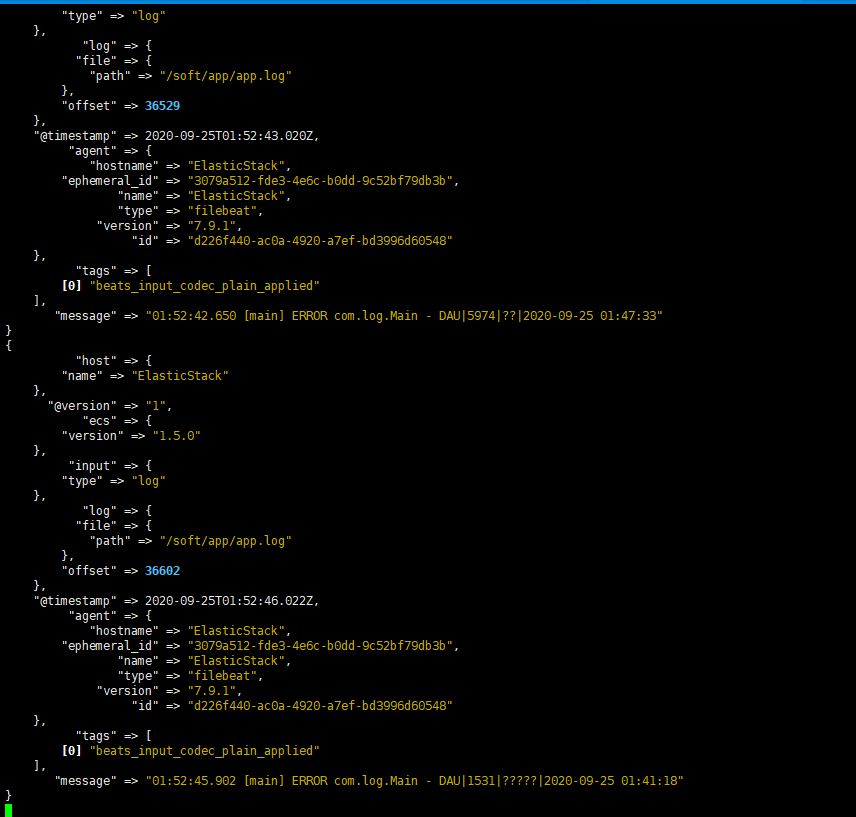 "type" => "log"
},
"log" => {
"file" => {
"path" => "/soft/app/app.log"
},
"offset" => 36529
},
"@timestamp" => 2020-09-25T01:52:43.020Z,
"agent" => {
"hostname" => "ElasticStack",
"ephemeral_id" => "3079a512-fde3-4e6c-b0dd-9c52bf79db3b",
"name" => "ElasticStack",
"type" => "filebeat",
"version" => "7.9.1",
"id" => "d226f440-ac0a-4920-a7ef-bd3996d60548"
},
"tags" => [
[0] "beats_input_codec_plain_applied"
],
"message" => "01:52:42.650 [main] ERROR com.log.Main - DAU|5974|??|2020-09-25 01:47:33"
}
{
"host" => {
"name" => "ElasticStack"
},
"@version" => "1",
"ecs" => {
"version" => "1.5.0"
},
"input" => {
"type" => "log"
},
"log" => {
"file" => {
"path" => "/soft/app/app.log"
},
"offset" => 36602
},
"@timestamp" => 2020-09-25T01:52:46.022Z,
"agent" => {
"hostname" => "ElasticStack",
"ephemeral_id" => "3079a512-fde3-4e6c-b0dd-9c52bf79db3b",
"name" => "ElasticStack",
"type" => "filebeat",
"version" => "7.9.1",
"id" => "d226f440-ac0a-4920-a7ef-bd3996d60548"
},
"tags" => [
[0] "beats_input_codec_plain_applied"
],
"message" => "01:52:45.902 [main] ERROR com.log.Main - DAU|1531|?????|2020-09-25 01:41:18"
}